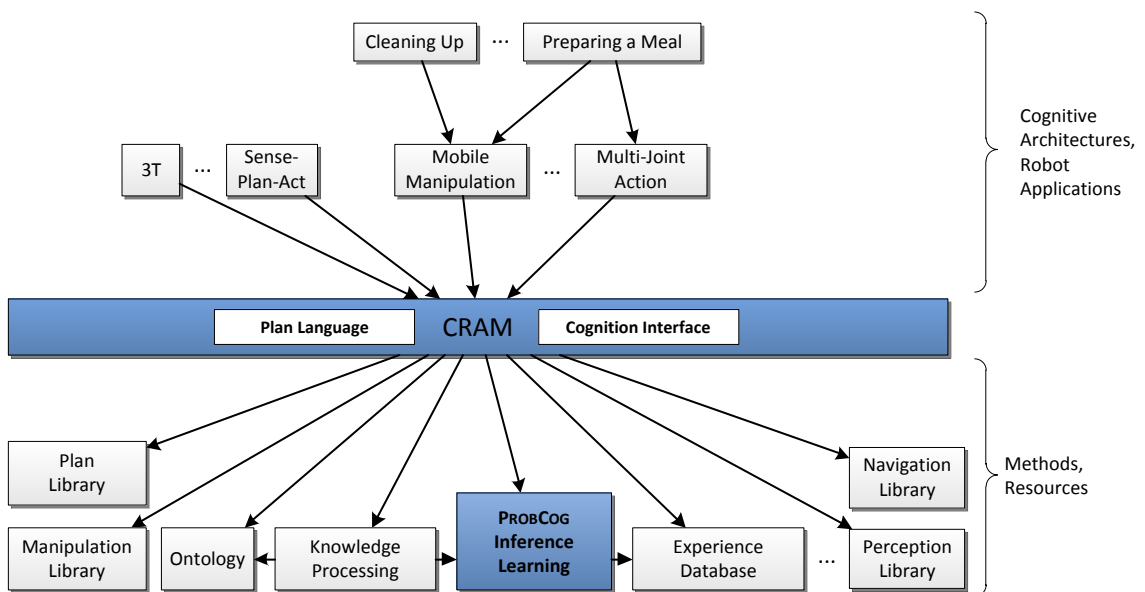 Cleaning Up
...
Preparing a Meal
Cognitive
Architectures,
Robot
Applications
3T
...
Sense-
Plan-Act
Mobile
Manipulation
...
Multi-Joint
Action
Plan Language
CRAM
Cognition Interface
Plan
Library
Navigation
Library
Methods,
Resources
Manipulation
Library
Ontology
Knowledge
Processing
PROBCOG
Inference
Learning
Experience
Database
...
Perception
Library